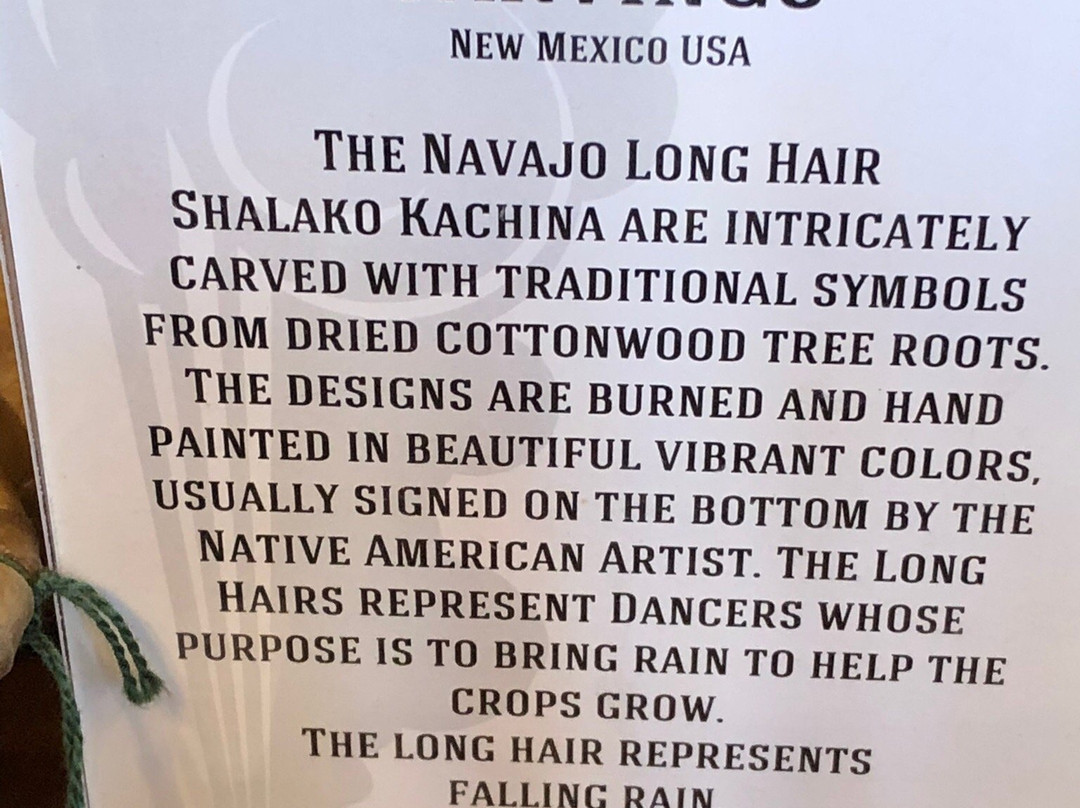 NEW MEXICO USA
THE NAVAJO LONG HAIR
SHALAKO KACHINA ARE INTRICATELY
CARVED WITH TRADITIONAL SYMBOLS
FROM DRIED COTTONWOOD TREE ROOTS.
THE DESIGNS ARE BURNED AND HAND
PAINTED IN BEAUTIFUL VIBRANT COLORS,
USUALLY SIGNED ON THE BOTTOM BY THE
NATIVE AMERICAN ARTIST. THE LONG
HAIRS REPRESENT DANCERS WHOSE
PURPOSE IS TO BRING RAIN TO HELP THE
CROPS GROW.
THE LONG HAIR REPRESENTS
FALLING RAIN